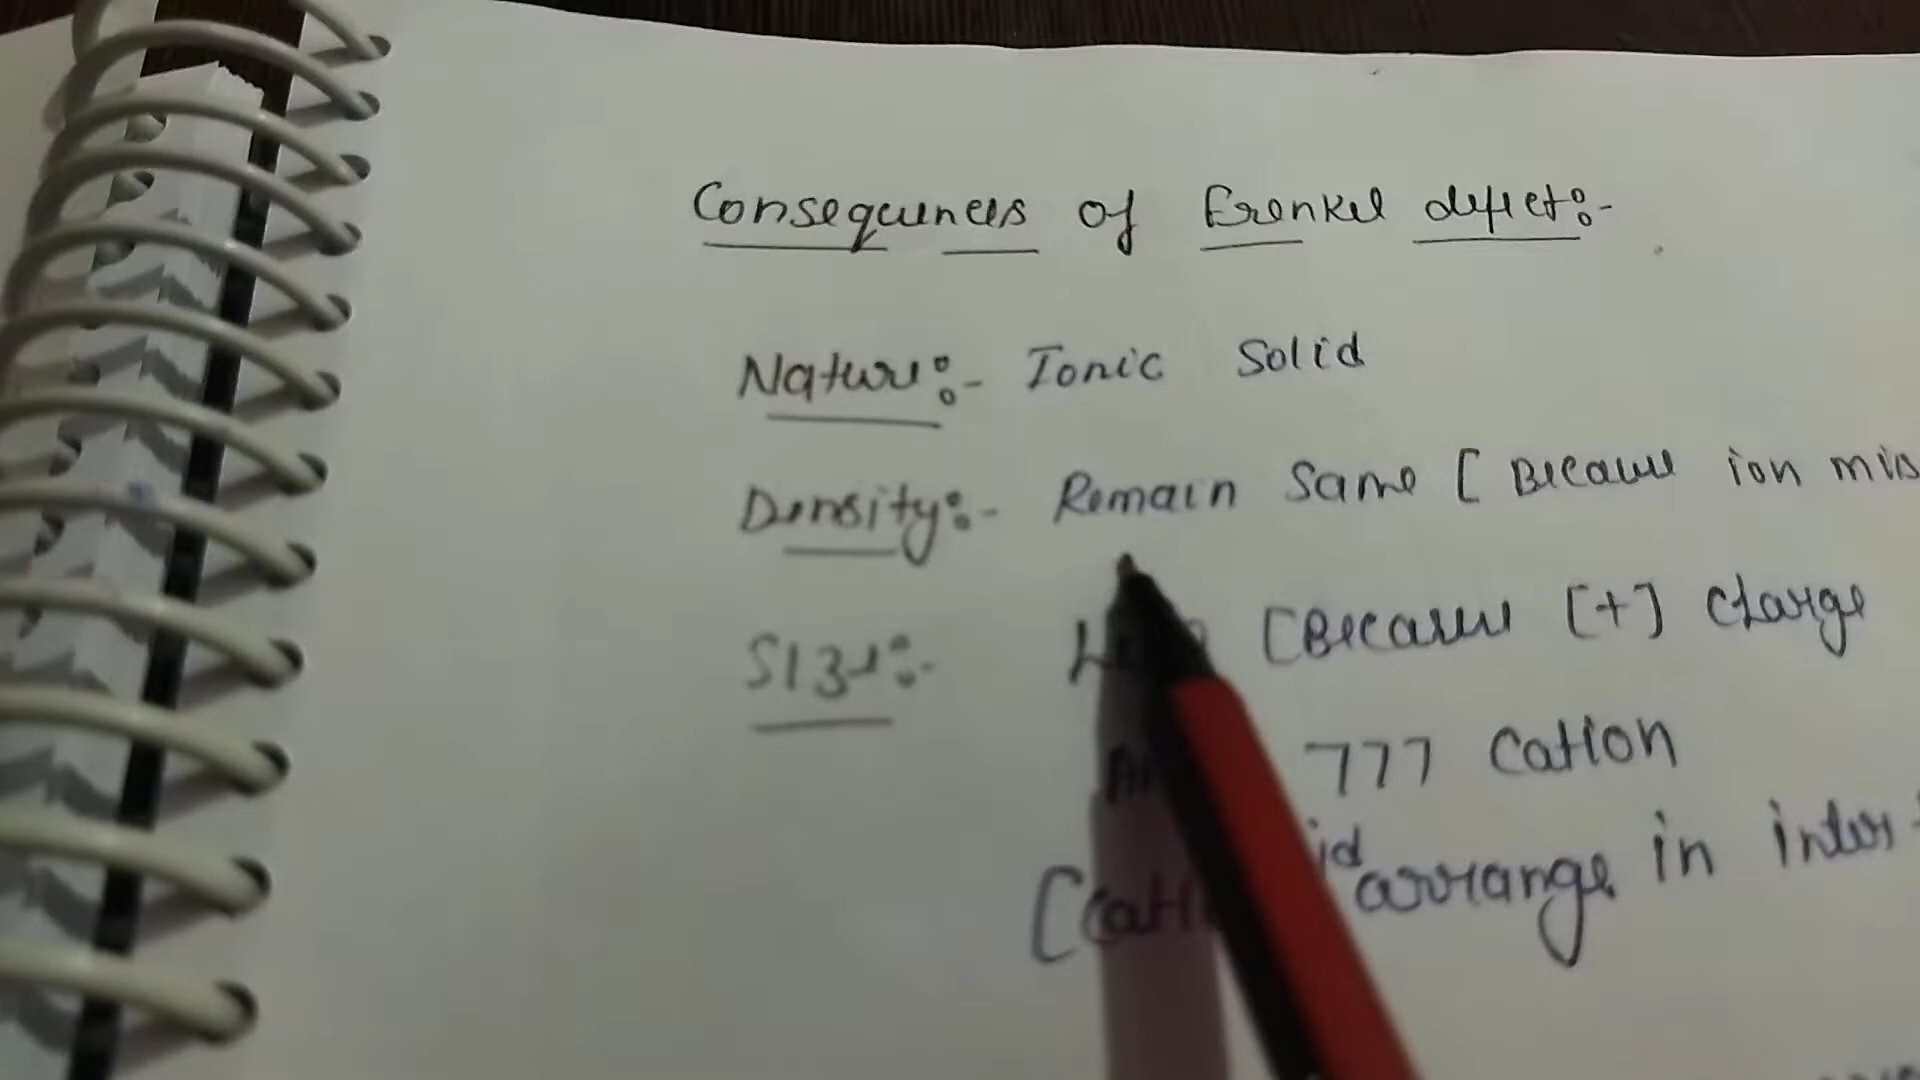 Consequences of Frenkel defect:-
Nature:- Ionic Solid
Density:- Remain Same [ Because ion mis
Size:- [Because [+] charge
777 Cation
arrange in inter